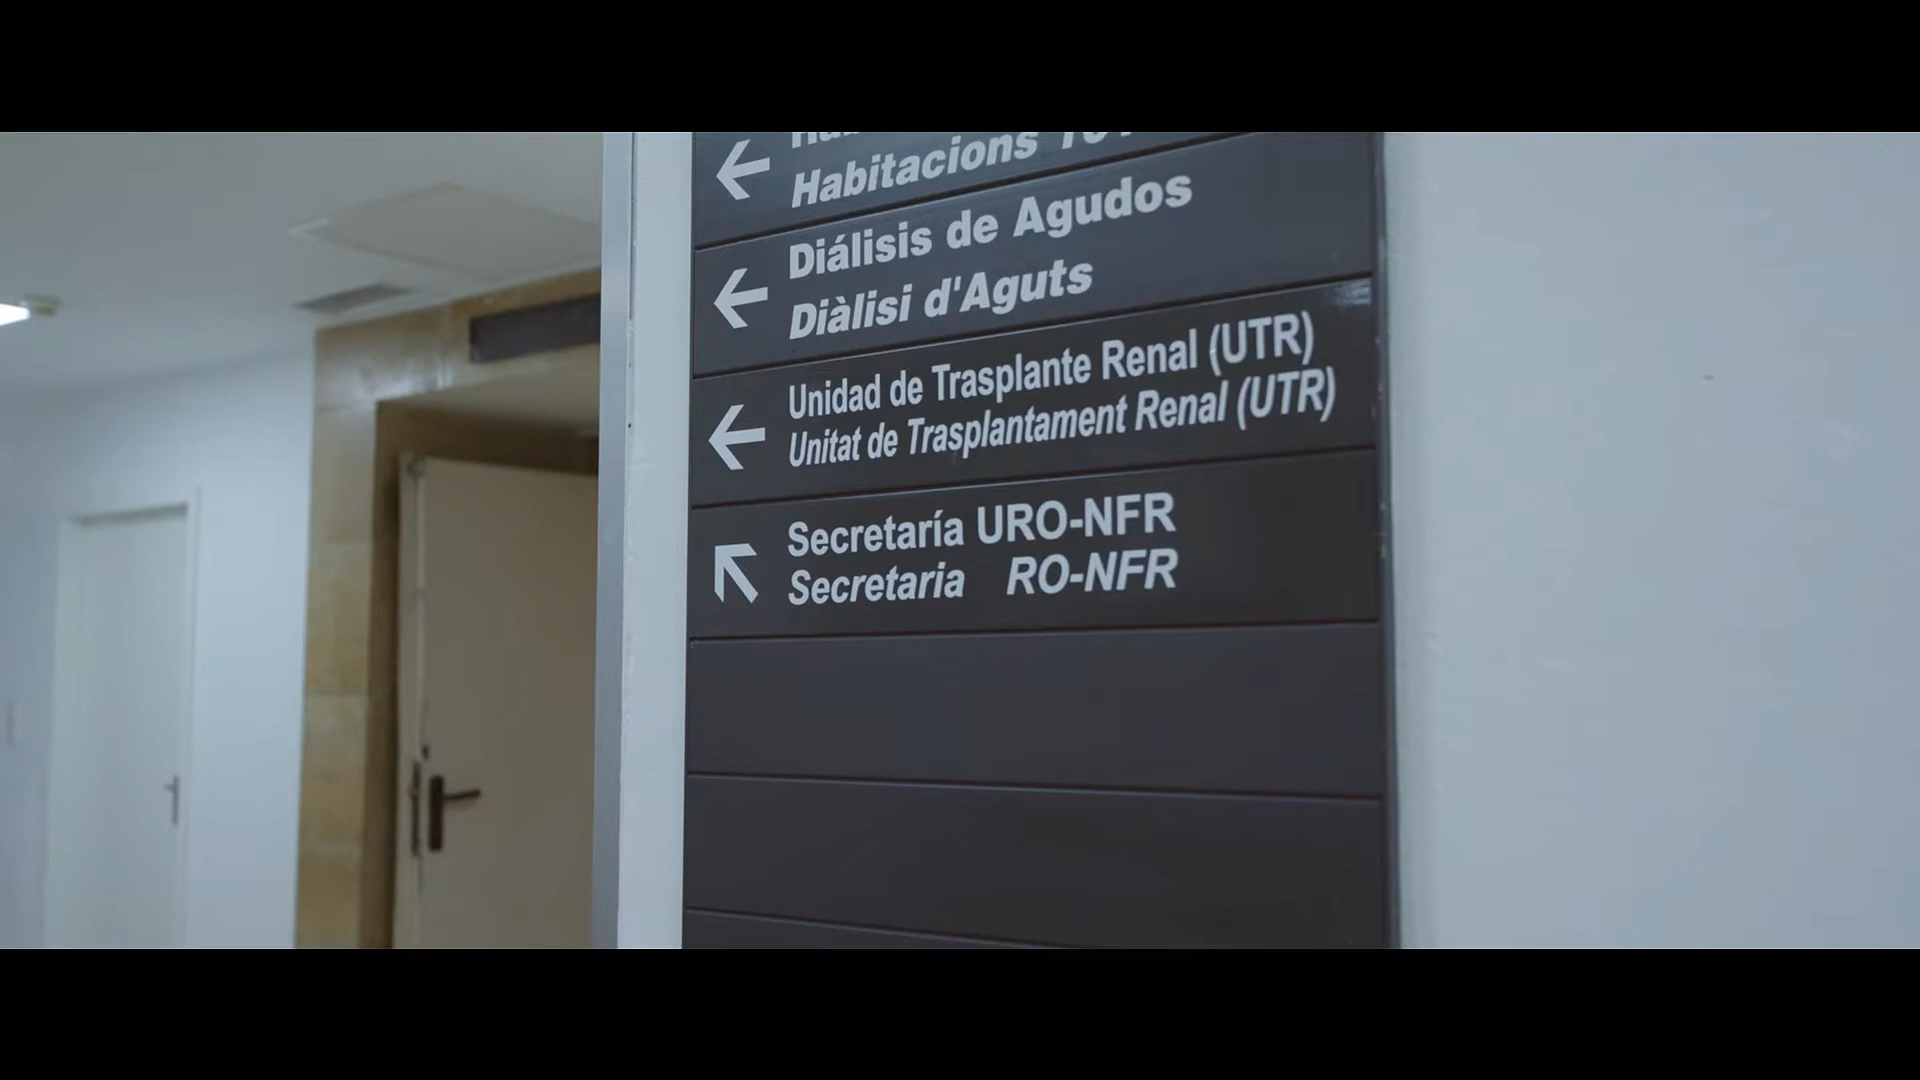 Habitacions
Diálisis de Agudos
Diàlisi d'Aguts
Unidad de Trasplante Renal (UTR)
Unitat de Trasplantament Renal (UTR)
Secretaría URO-NFR
Secretaria RO-NFR